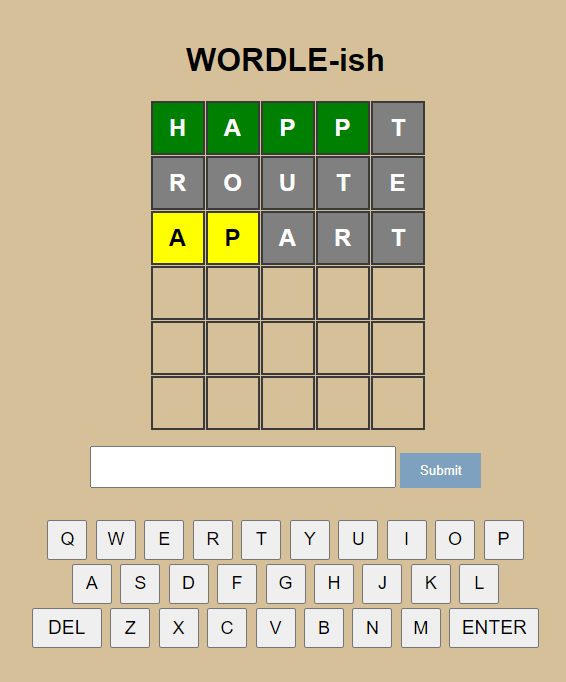 WORDLE-ish
H A P P T
R O U T E
A P A R T
Submit
Q W E R T Y U I O P
A S D F G H J K L
DEL Z X C V B N M ENTER